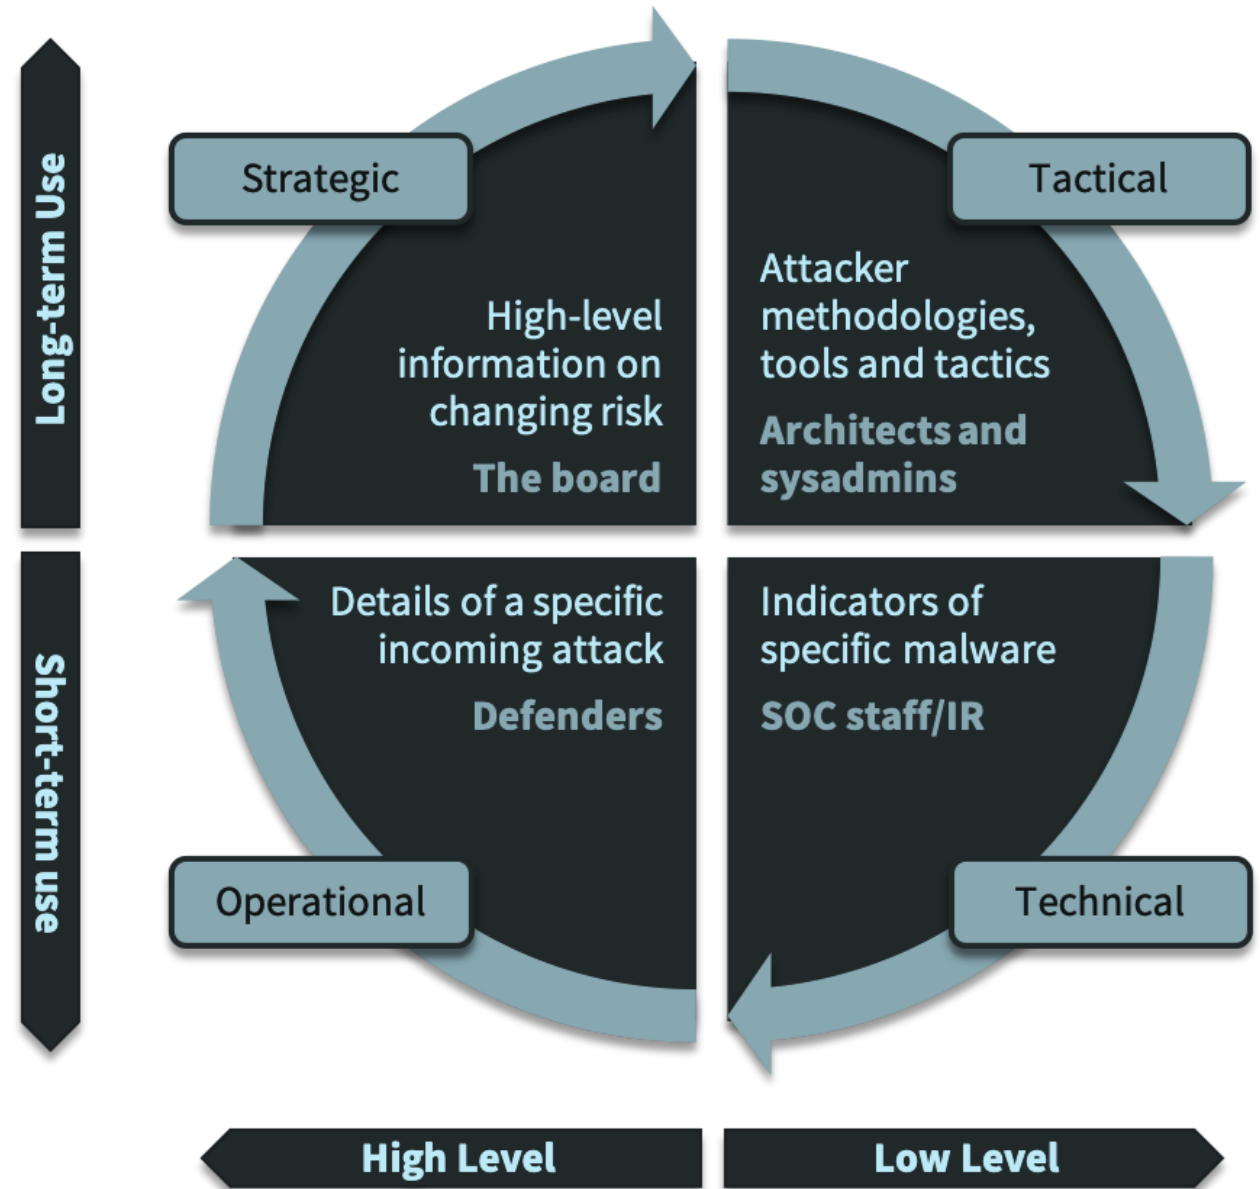 Long-term Use
Strategic
High-level
information on
changing risk
The board
Tactical
Attacker
methodologies,
tools and tactics
Architects and
sysadmins
Short-term use
Details of a specific
incoming attack
Defenders
Operational
Indicators of
specific malware
SOC staff/IR
Technical
High Level
Low Level